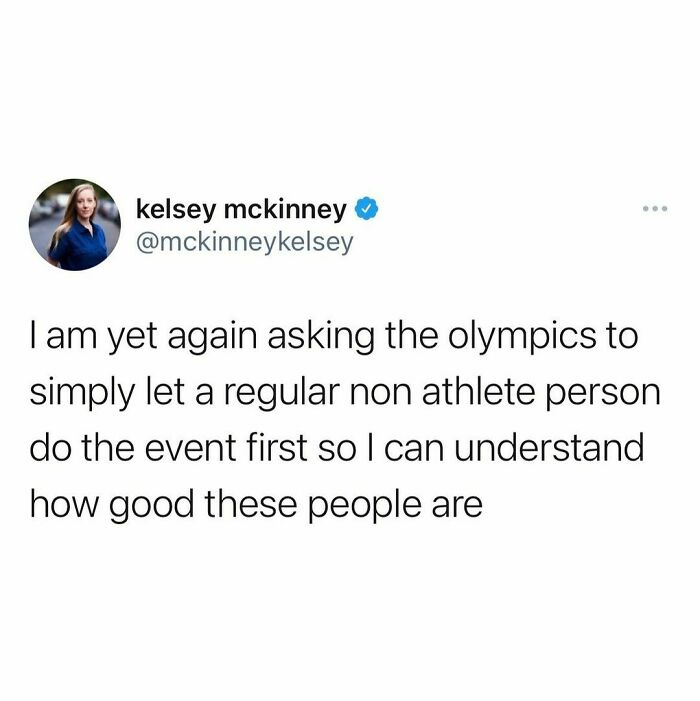 kelsey mckinney
@mckinneykelsey
I am yet again asking the olympics to
simply let a regular non athlete person
do the event first so I can understand
how good these people are